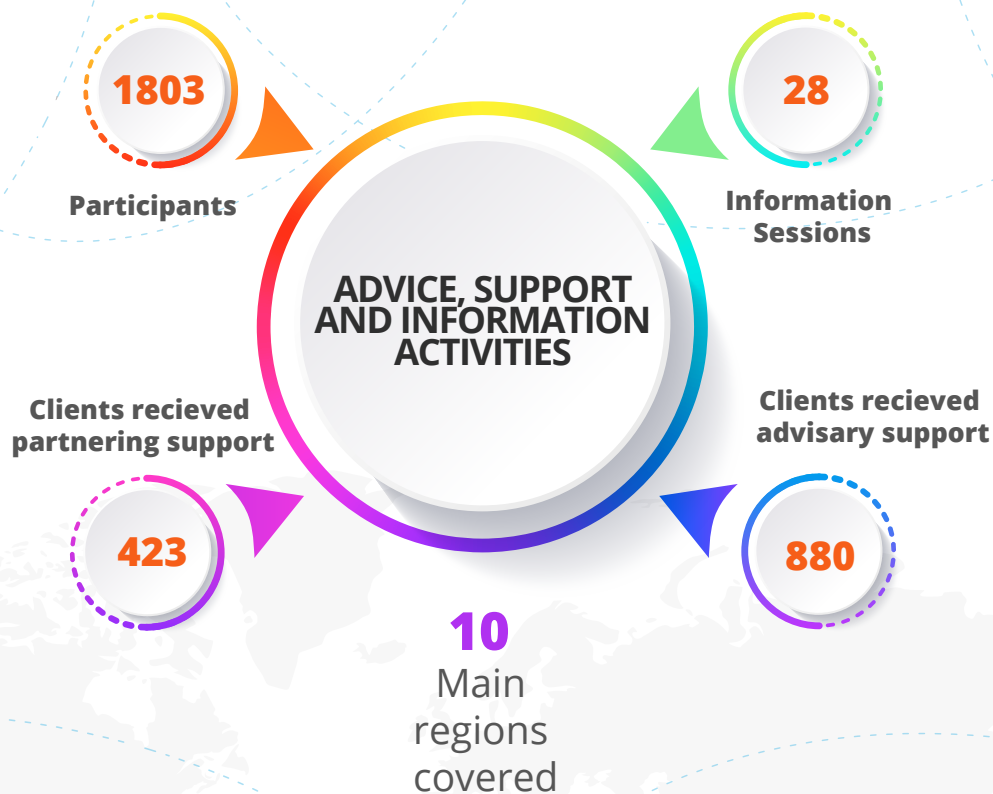 1803
Participants
28
Information
Sessions
ADVICE, SUPPORT
AND INFORMATION
ACTIVITIES
Clients recieved
partnering support
423
Clients recieved
advisary support
880
10
Main
regions
covered